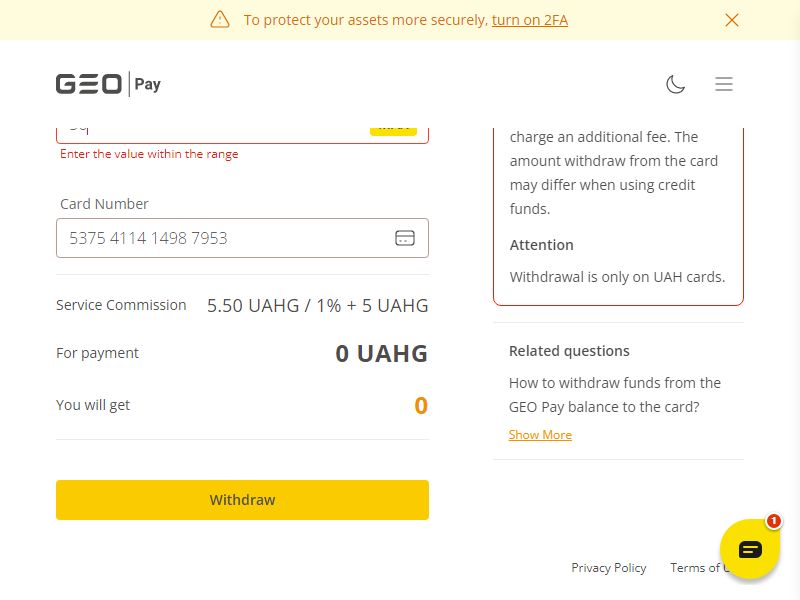 To protect your assets more securely, turn on 2FA
GEO Pay
Enter the value within the range
Card Number
5375 4114 1498 7953
Service Commission 5.50 UAHG / 1% + 5 UAHG
For payment 0 UAHG
You will get 0
Withdraw
charge an additional fee. The
amount withdraw from the card
may differ when using credit
funds.
Attention
Withdrawal is only on UAH cards.
Related questions
How to withdraw funds from the
GEO Pay balance to the card?
Show More
1
Privacy Policy Terms of